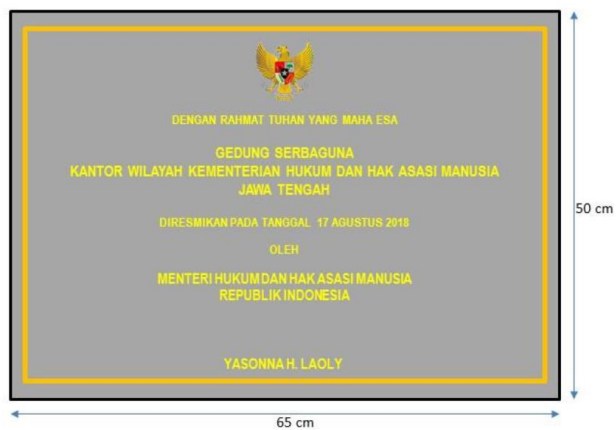 DENGAN RAHMAT TUHAN YANG MAHA ESA
GEDUNG SERBAGUNA
KANTOR WILAYAH KEMENTERIAN HUKUM DAN HAK ASASI MANUSIA
JAWA TENGAH
DIRESMIKAN PADA TANGGAL 17 AGUSTUS 2018
OLEH
MENTERI HUKUM DAN HAK ASASI MANUSIA
REPUBLIK INDONESIA
YASONNA H. LAOLY
50 cm
65 cm